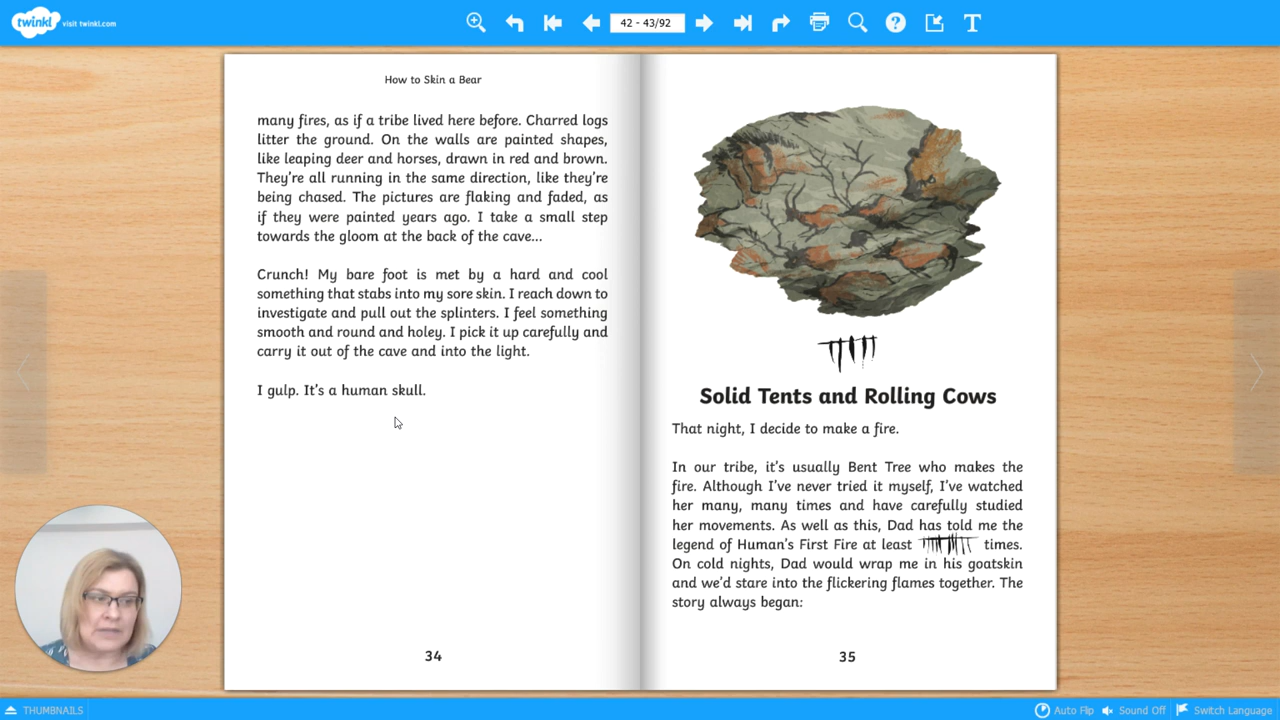 twinkl visit twinkl.com
42 - 43/92
How to Skin a Bear
many fires, as if a tribe lived here before. Charred logs
litter the ground. On the walls are painted shapes,
like leaping deer and horses, drawn in red and brown.
They're all running in the same direction, like they're
being chased. The pictures are flaking and faded, as
if they were painted years ago. I take a small step
towards the gloom at the back of the cave...
Crunch! My bare foot is met by a hard and cool
something that stabs into my sore skin. I reach down to
investigate and pull out the splinters. I feel something
smooth and round and holey. I pick it up carefully and
carry it out of the cave and into the light.
I gulp. It's a human skull.
34
Solid Tents and Rolling Cows
That night, I decide to make a fire.
In our tribe, it's usually Bent Tree who makes the
fire. Although I've never tried it myself, I've watched
her many, many times and have carefully studied
her movements. As well as this, Dad has told me the
legend of Human's First Fire at least times.
On cold nights, Dad would wrap me in his goatskin
and we'd stare into the flickering flames together. The
story always began:
35
THUMBNAILS
Auto Flip Sound Off Switch Language